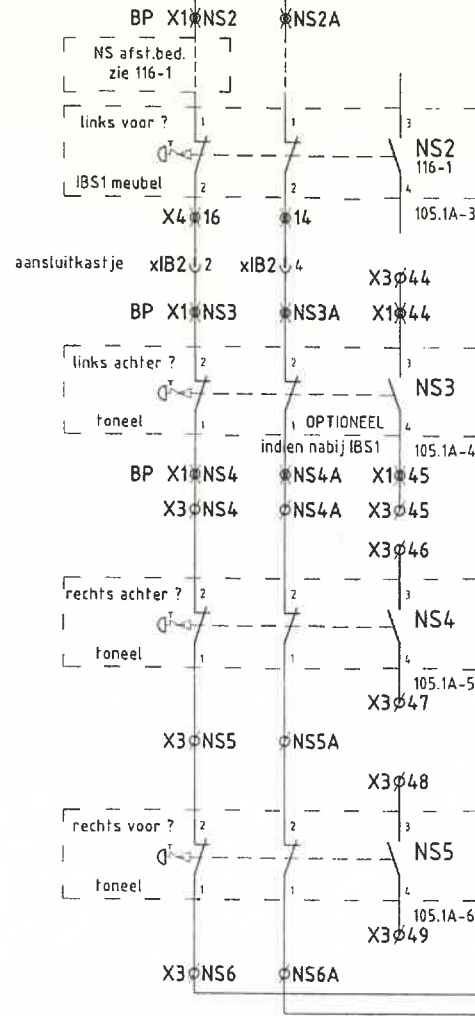 BP X1 NS2 NS2A
NS afst.bed.
zie 116-1
links voor ?
1 1 3
T
NS2
116-1
2 2 4
IBS1 meubel
X4 16 14
105.1A-3
aansluitkastje xIB2 2 xIB2 4
X3 44
BP X1 NS3 NS3A X1 44
links achter ?
2 2 3
T
NS3
toneel
1 1 4
OPTIONEEL
indien nabij IBS1
105.1A-4
BP X1 NS4 NS4A X1 45
X3 NS4 NS4A X3 45
X3 46
rechts achter ?
2 2 3
T
NS4
toneel
1 1 4
105.1A-5
X3 47
X3 NS5 NS5A
X3 48
rechts voor ?
2 2 3
T
NS5
toneel
1 1 4
105.1A-6
X3 49
X3 NS6 NS6A